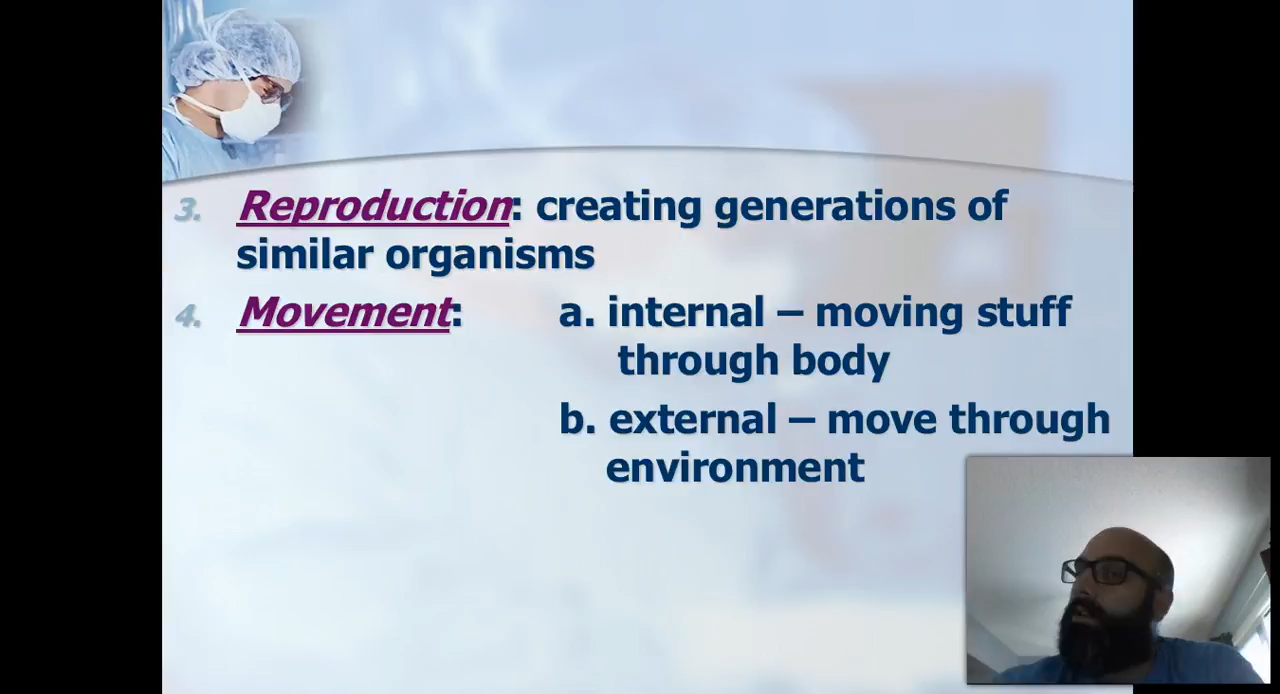 3. Reproduction: creating generations of
similar organisms
4. Movement: a. internal – moving stuff
through body
b. external – move through
environment